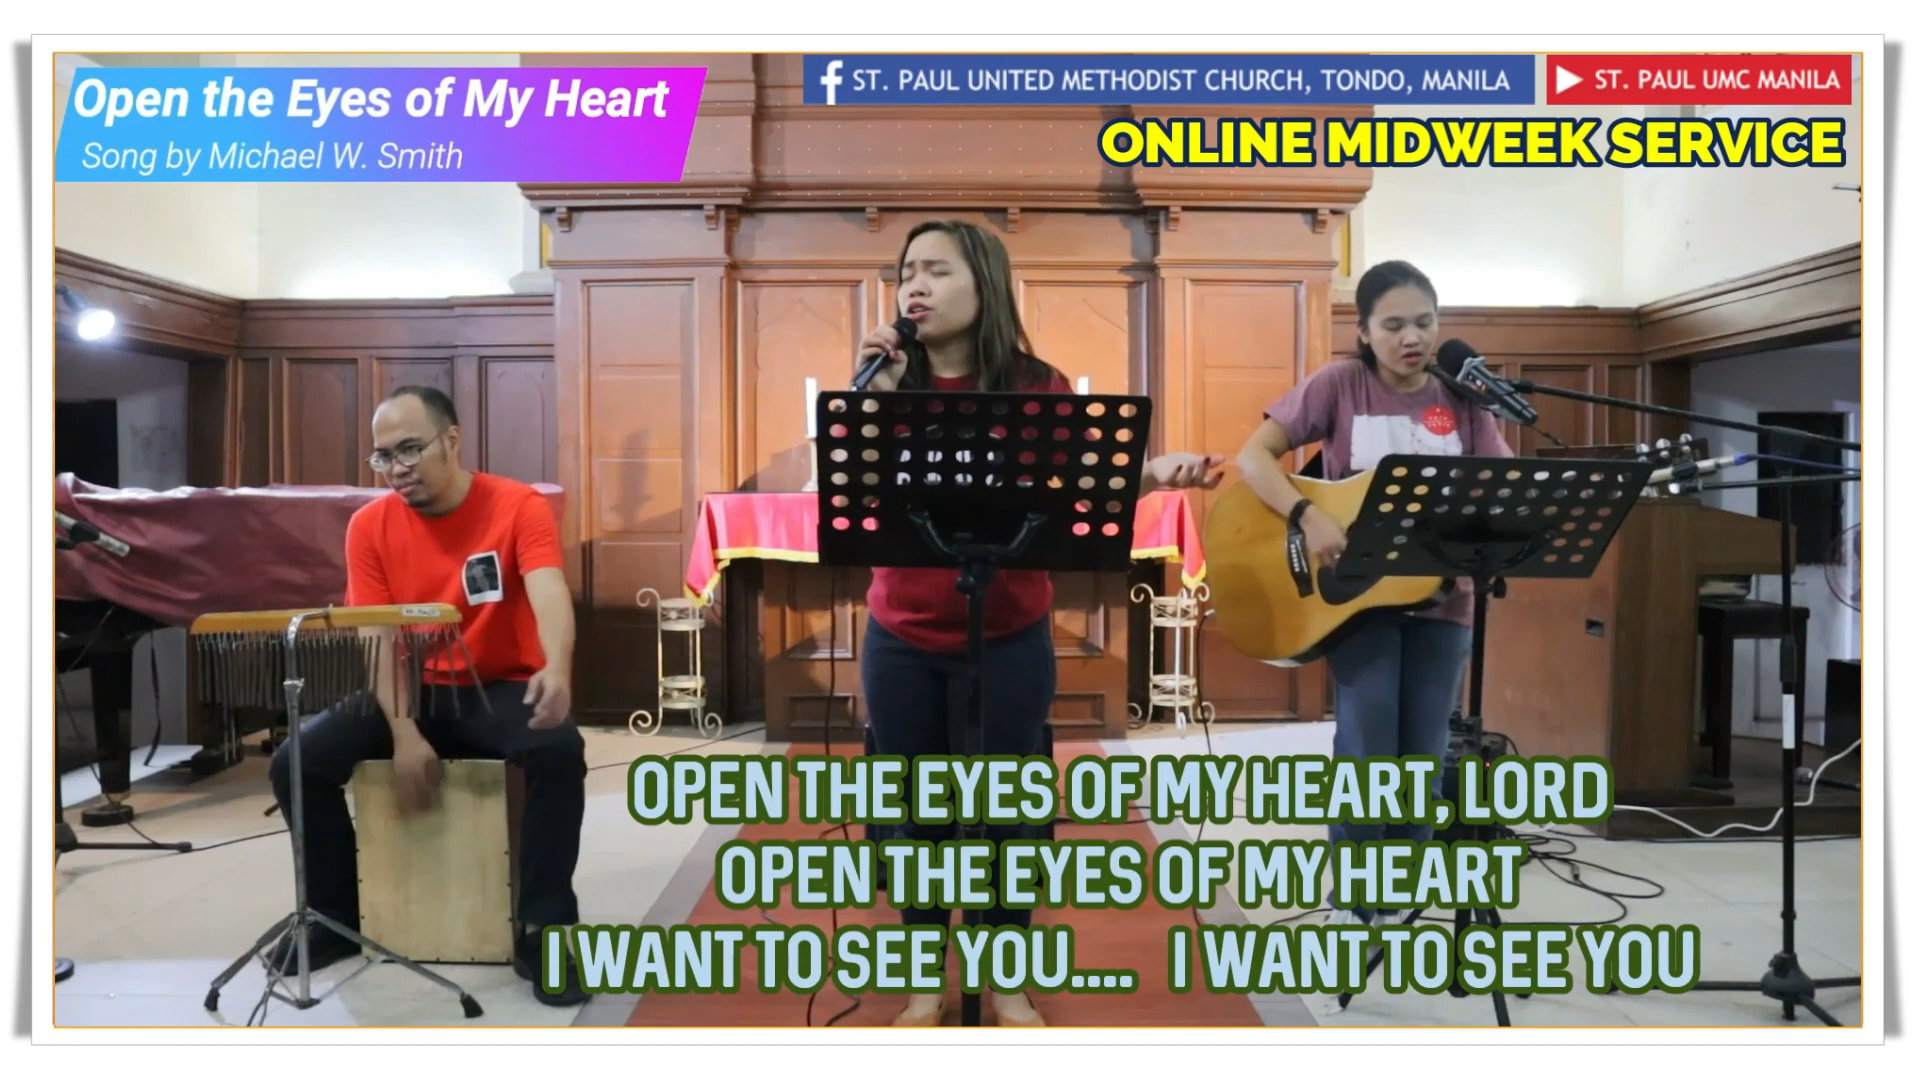 Open the Eyes of My Heart
Song by Michael W. Smith
ST. PAUL UNITED METHODIST CHURCH, TONDO, MANILA
ST. PAUL UMC MANILA
ONLINE MIDWEEK SERVICE
OPEN THE EYES OF MY HEART, LORD
OPEN THE EYES OF MY HEART
I WANT TO SEE YOU.... I WANT TO SEE YOU